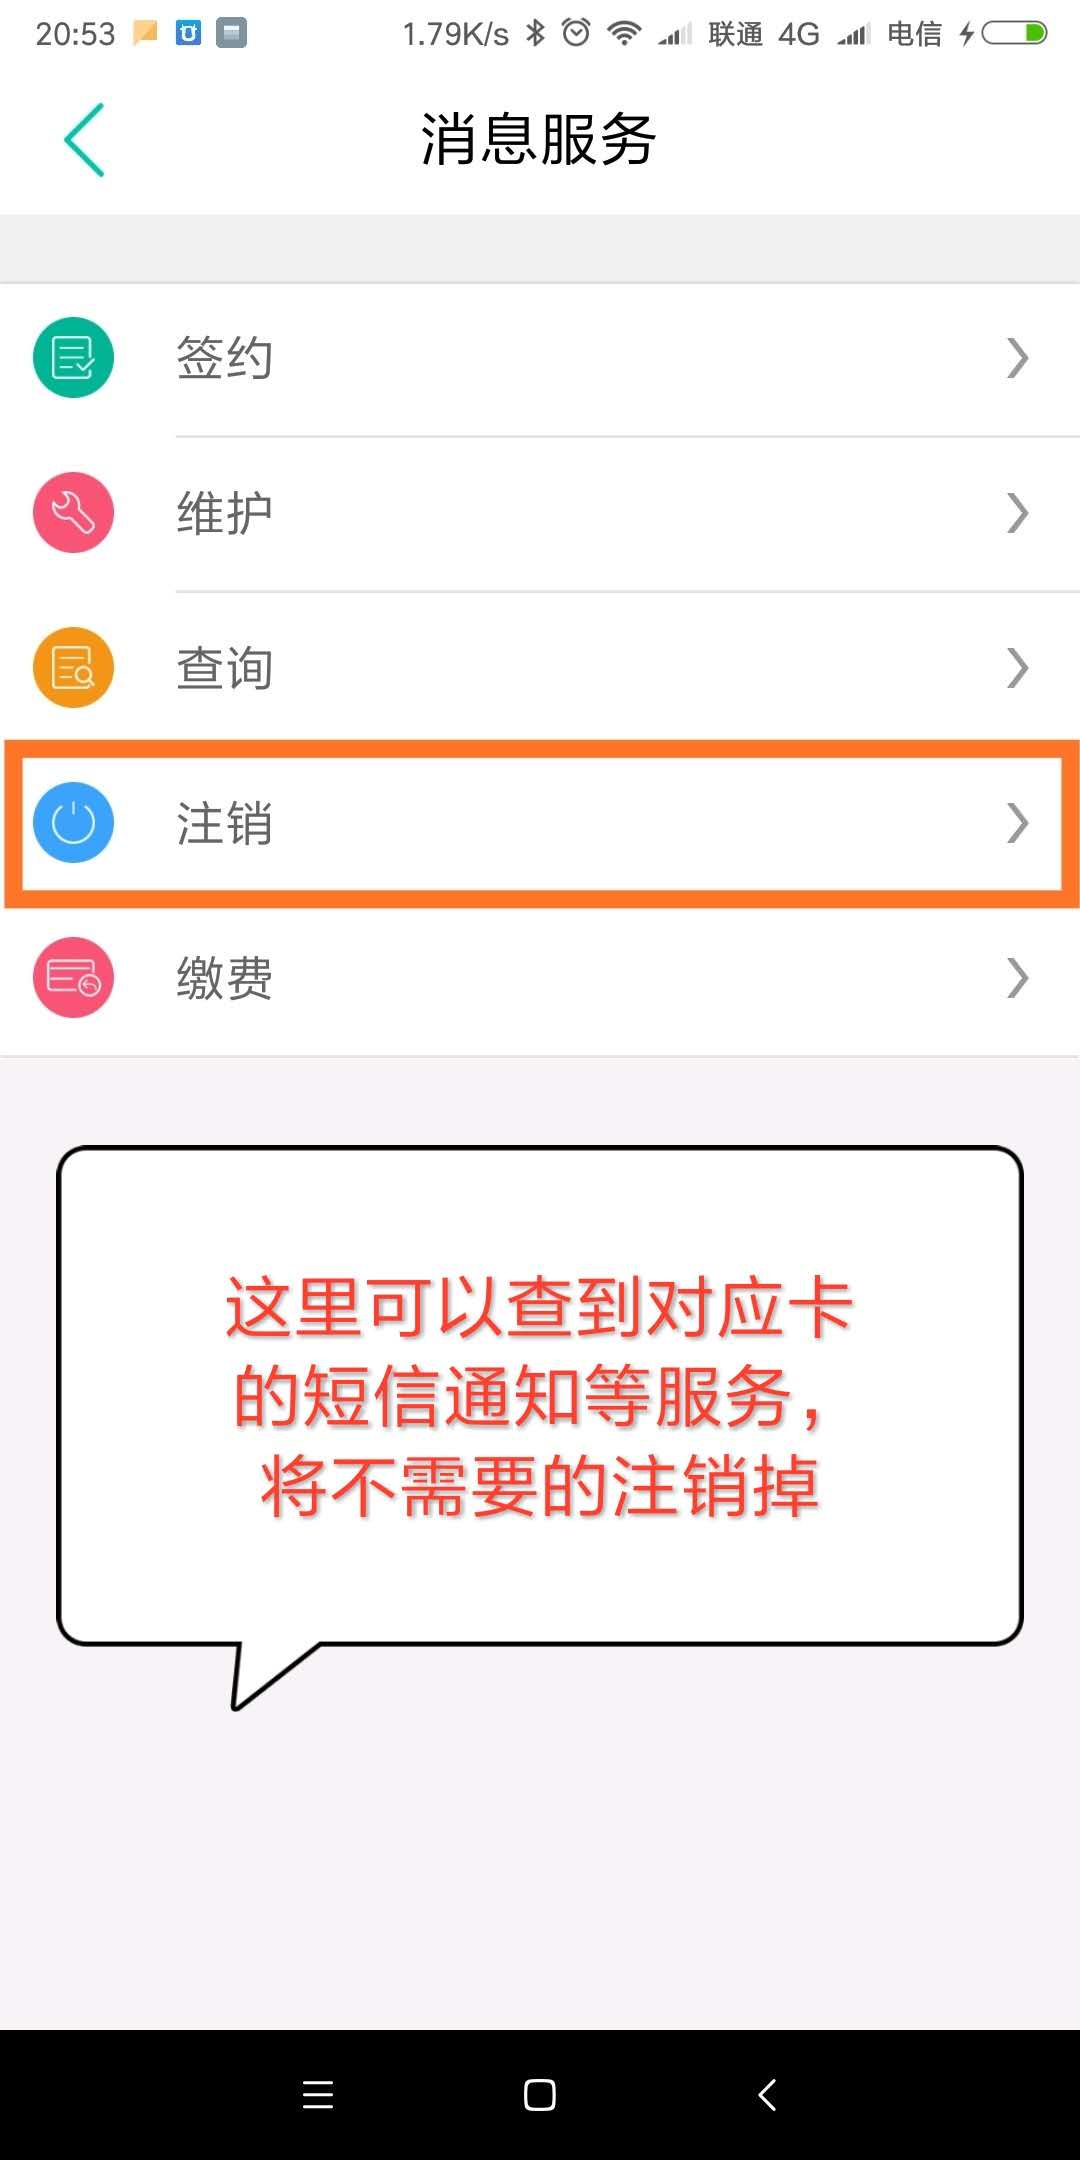 20:53 1.79K/s 联通 4G 电信
消息服务
签约
维护
查询
注销
缴费
这里可以查到对应卡
的短信通知等服务，
将不需要的注销掉